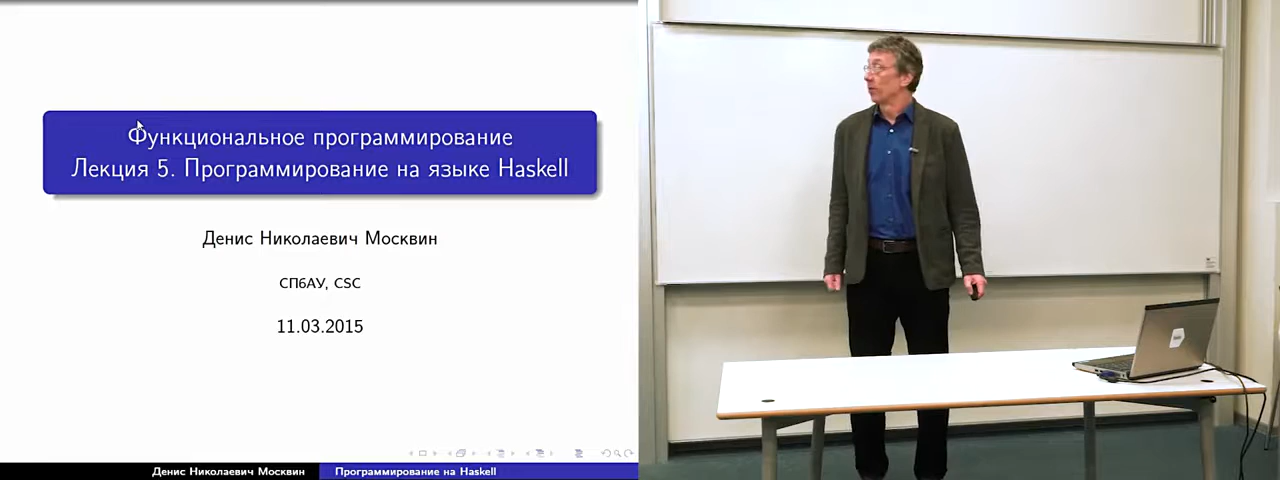 Функциональное программирование
Лекция 5. Программирование на языке Haskell
Денис Николаевич Москвин
СПбАУ, CSC
11.03.2015
Денис Николаевич Москвин
Программирование на Haskell